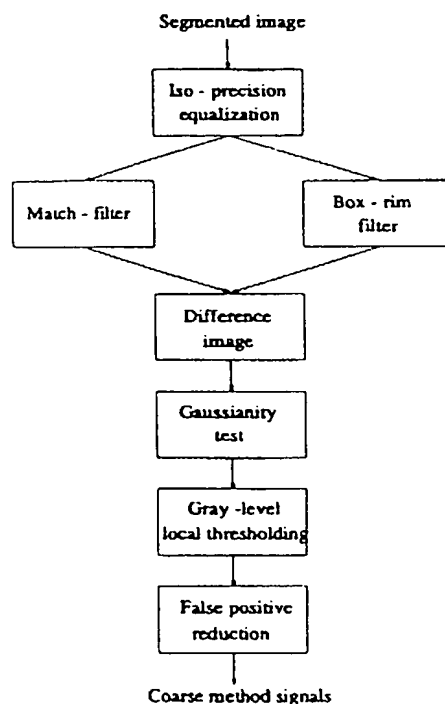 Segmented image
Iso - precision
equalization
Match - filter
Box - rim
filter
Difference
image
Gaussianity
test
Gray -level
local thresholding
False positive
reduction
Coarse method signals